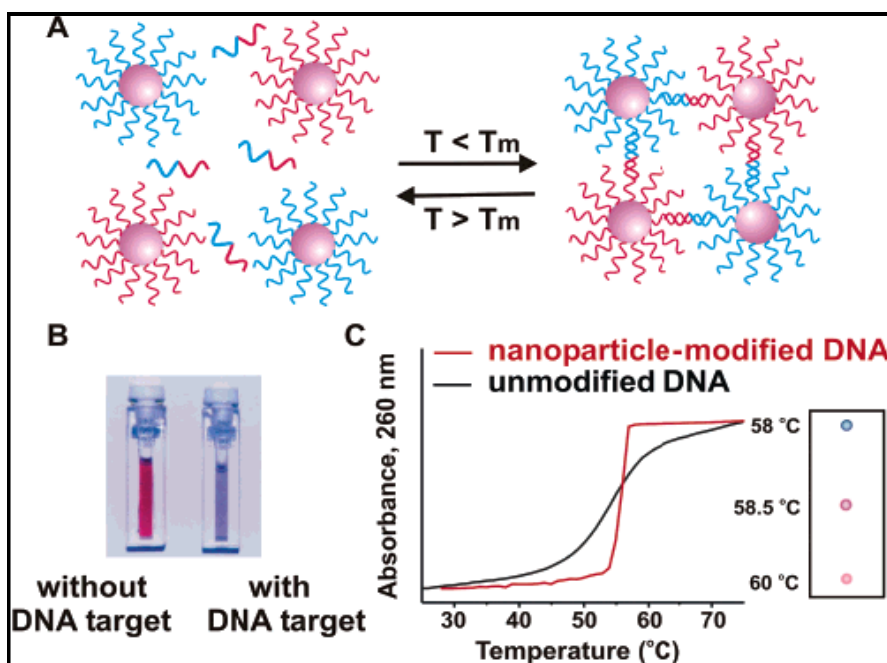 A
T < Tm
T > Tm
B
without
DNA target
with
DNA target
C
nanoparticle-modified DNA
unmodified DNA
Absorbance, 260 nm
30 40 50 60 70
Temperature (°C)
58 °C
58.5 °C
60 °C